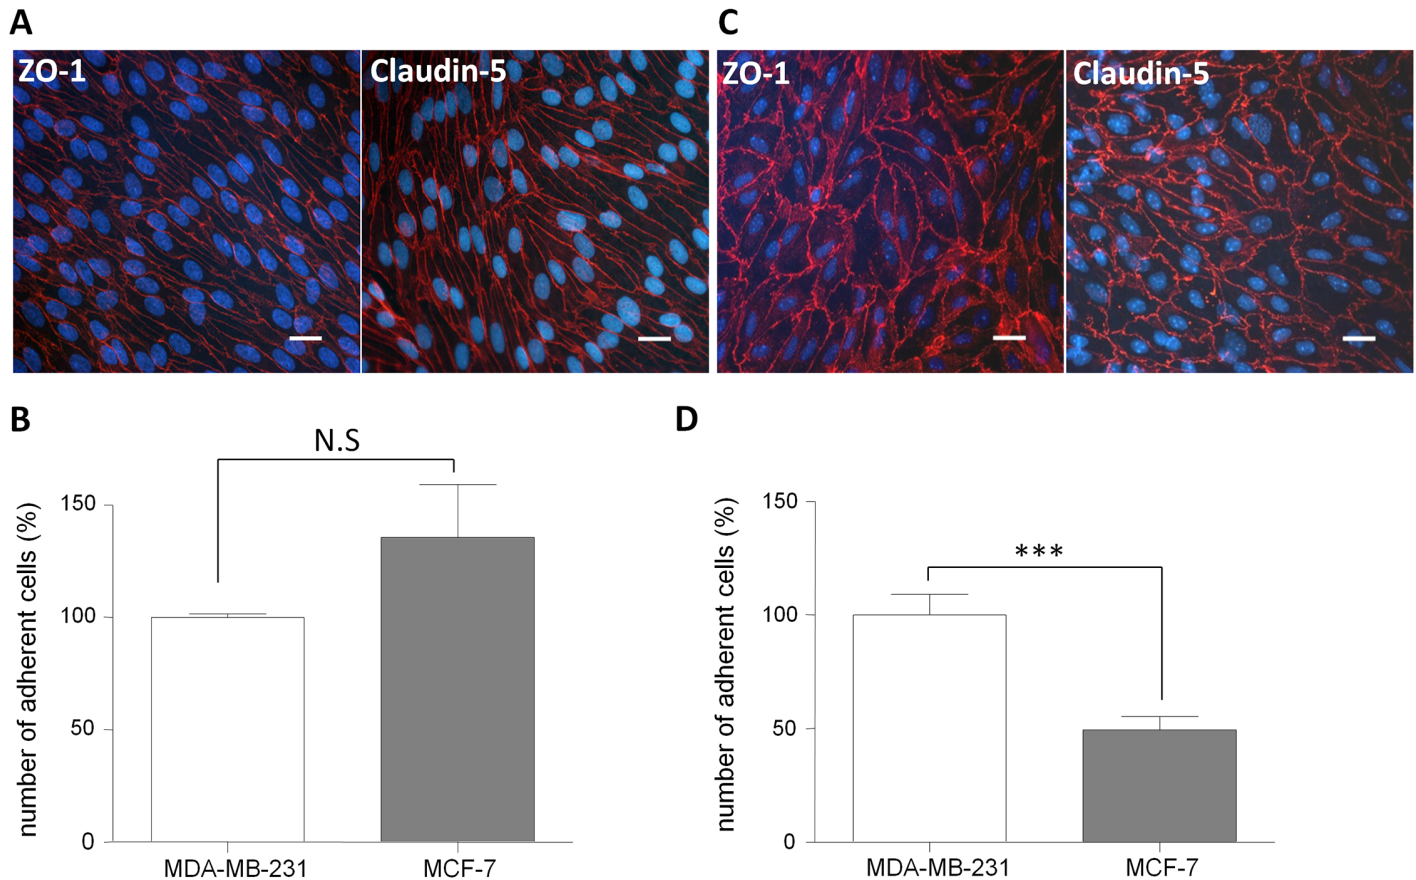 A
ZO-1
Claudin-5
C
ZO-1
Claudin-5
B
N.S
number of adherent cells (%)
150
100
50
0
MDA-MB-231
MCF-7
D
***
number of adherent cells (%)
150
100
50
0
MDA-MB-231
MCF-7